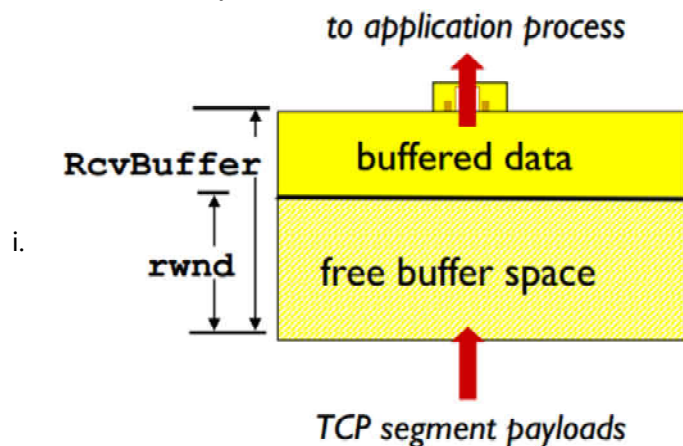 to application process
RcvBuffer
buffered data
i.
rwnd
free buffer space
TCP segment payloads